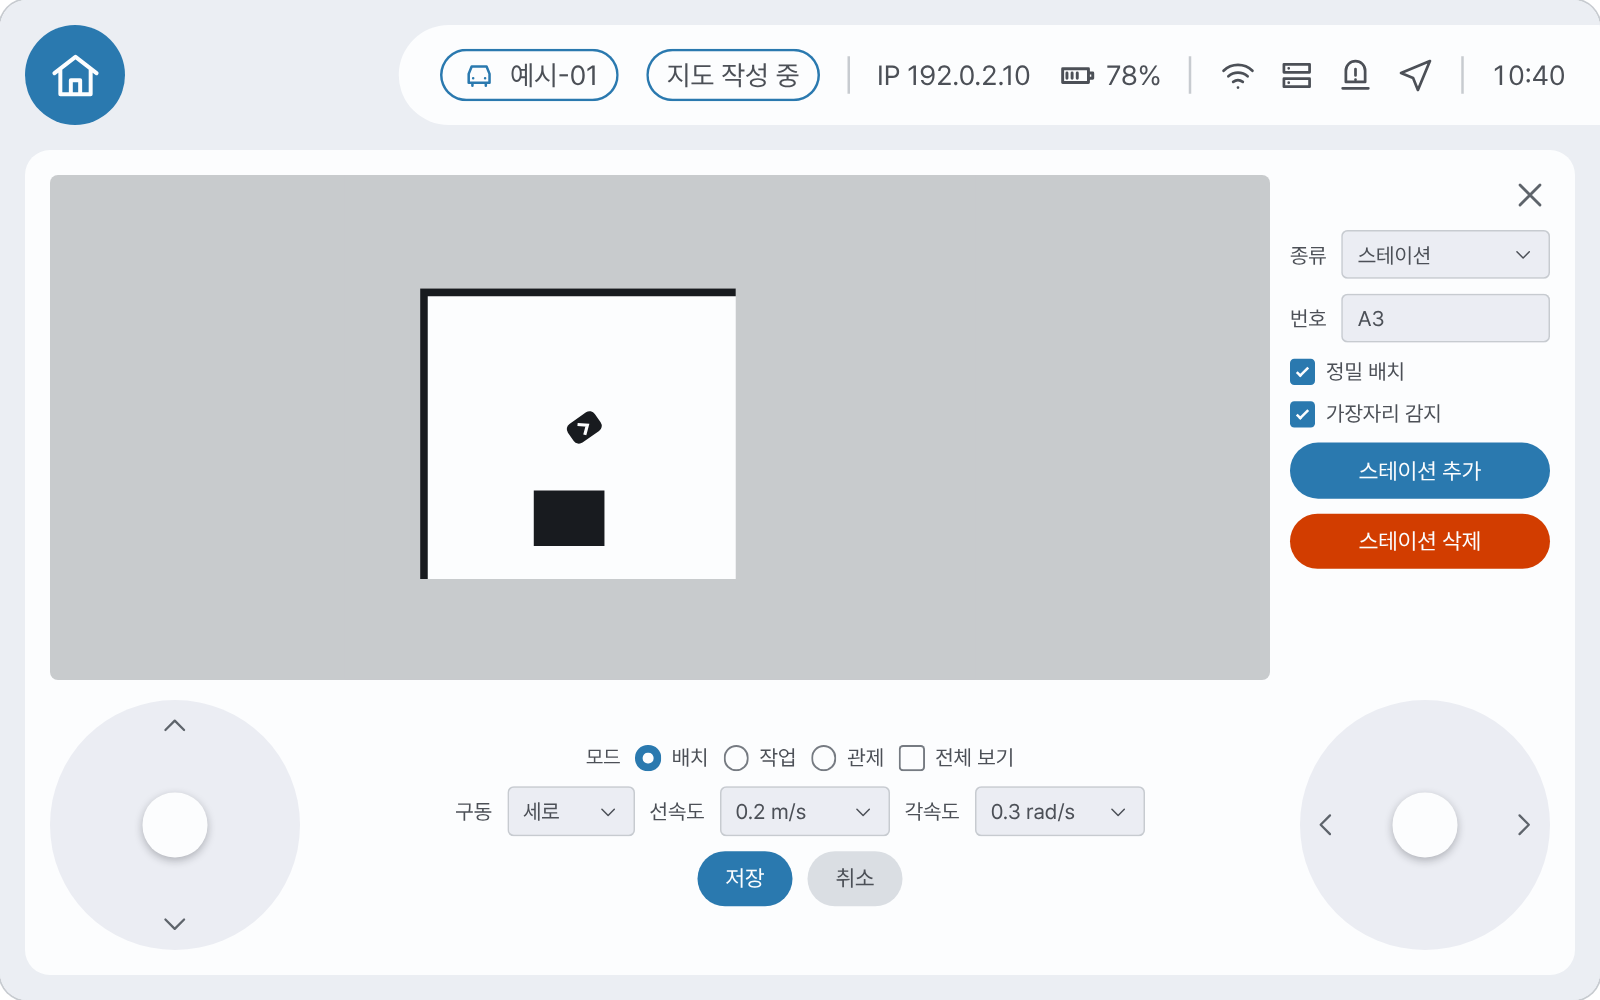 예시-01 지도 작성 중 IP 192.0.2.10 78% 10:40
종류 스테이션
번호 A3
정밀 배치
가장자리 감지
스테이션 추가
스테이션 삭제
모드 배치 작업 관제 전체 보기
구동 세로 선속도 0.2 m/s 각속도 0.3 rad/s
저장 취소